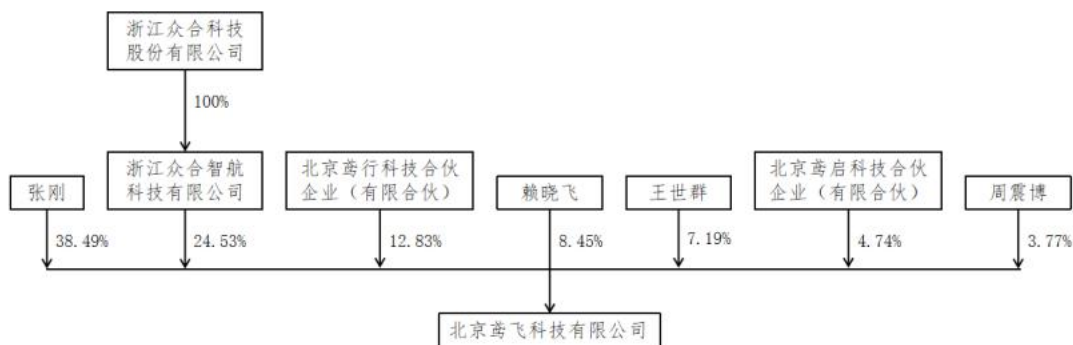 浙江众合科技
股份有限公司
100%
张刚
浙江众合智航
科技有限公司
北京鸢行科技合伙
企业（有限合伙）
赖晓飞
王世群
北京鸢启科技合伙
企业（有限合伙）
周震博
38.49%
24.53%
12.83%
8.45%
7.19%
4.74%
3.77%
北京鸢飞科技有限公司